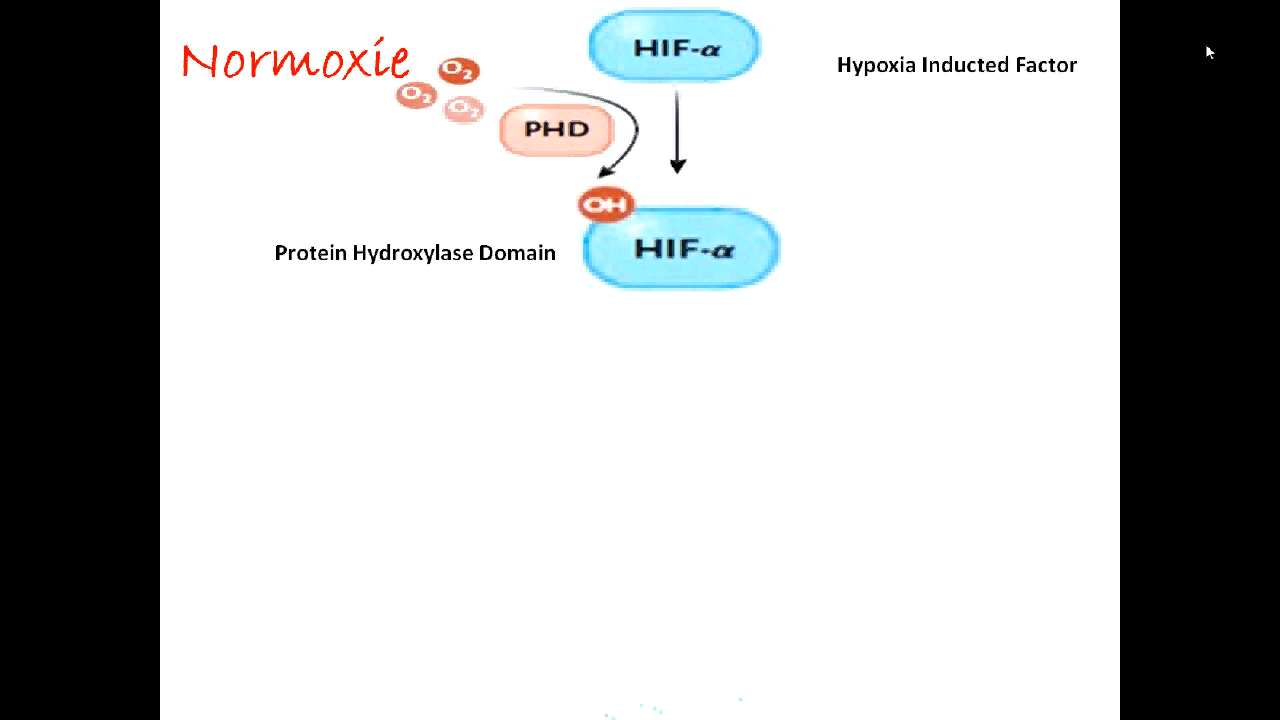 Normoxie
HIF-α
Hypoxia Inducted Factor
O₂
O₂
O₂
PHD
OH
HIF-α
Protein Hydroxylase Domain